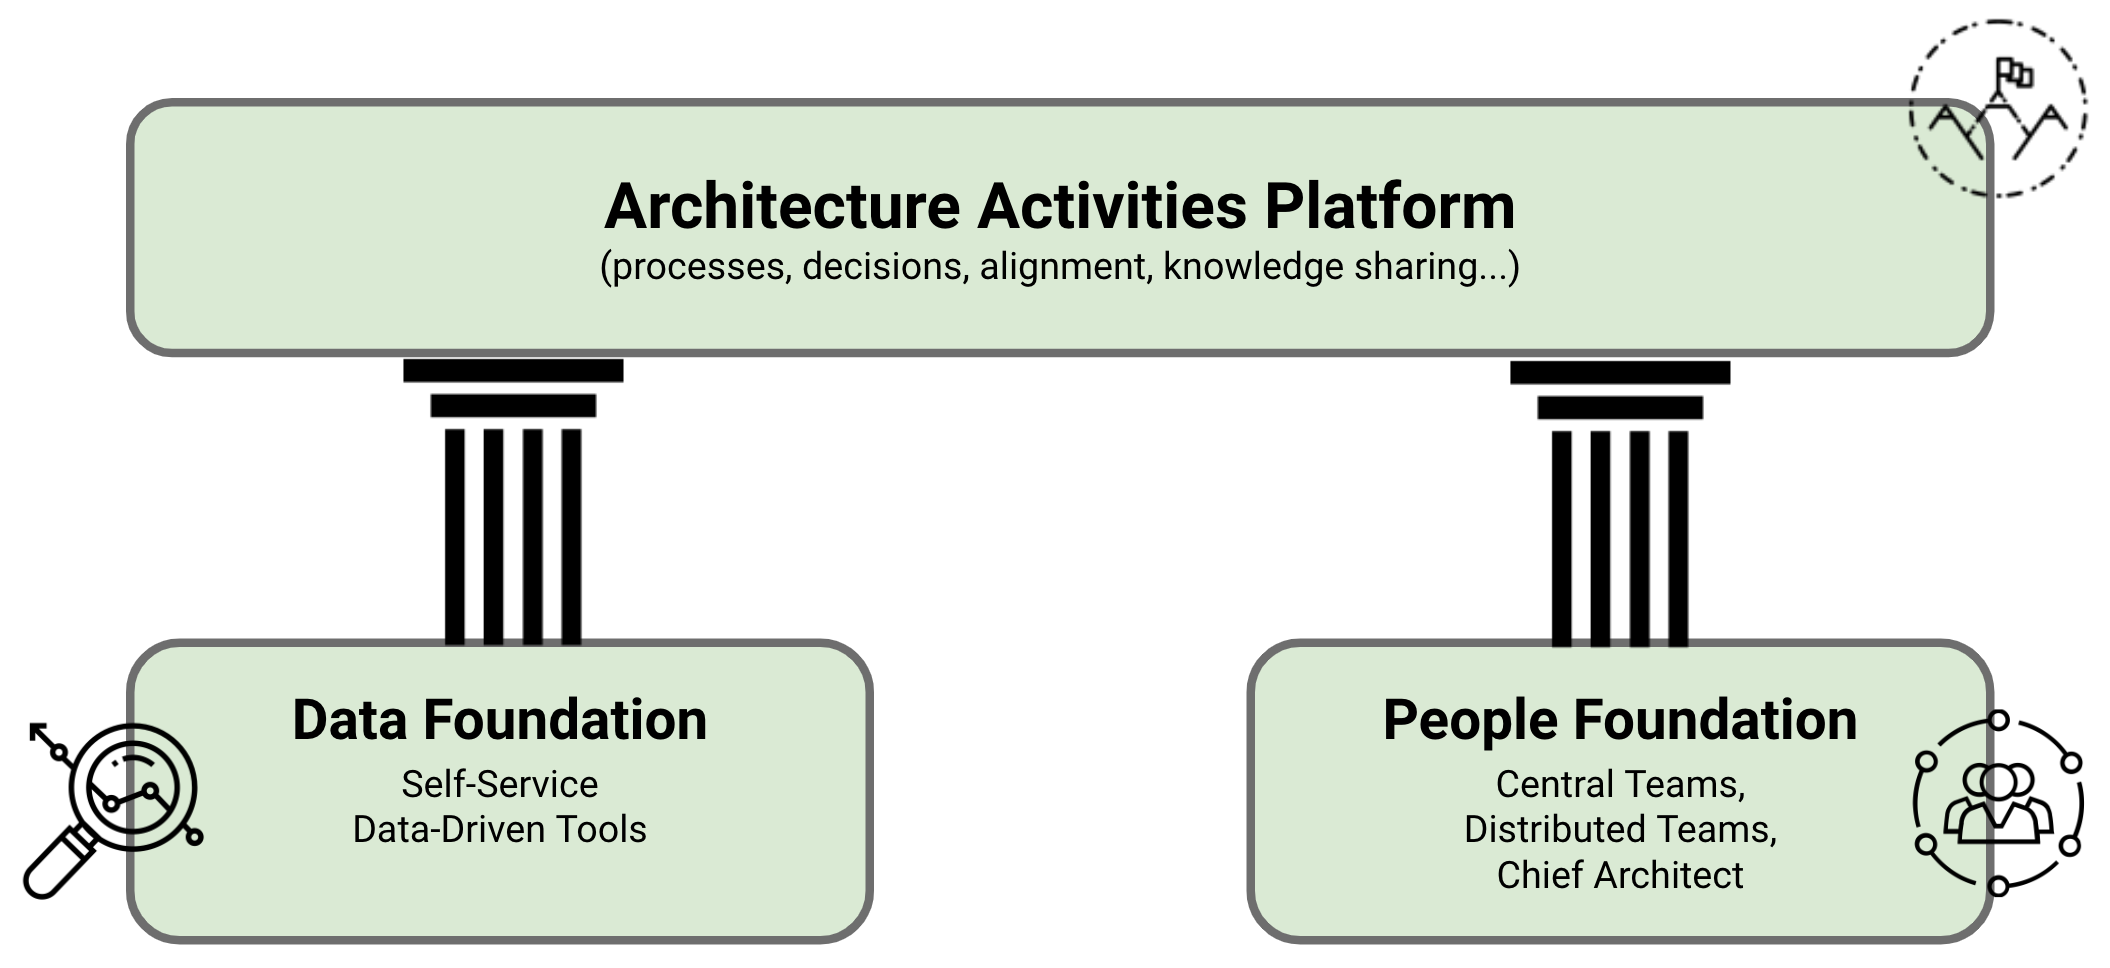 Architecture Activities Platform
(processes, decisions, alignment, knowledge sharing...)
Data Foundation
Self-Service
Data-Driven Tools
People Foundation
Central Teams,
Distributed Teams,
Chief Architect